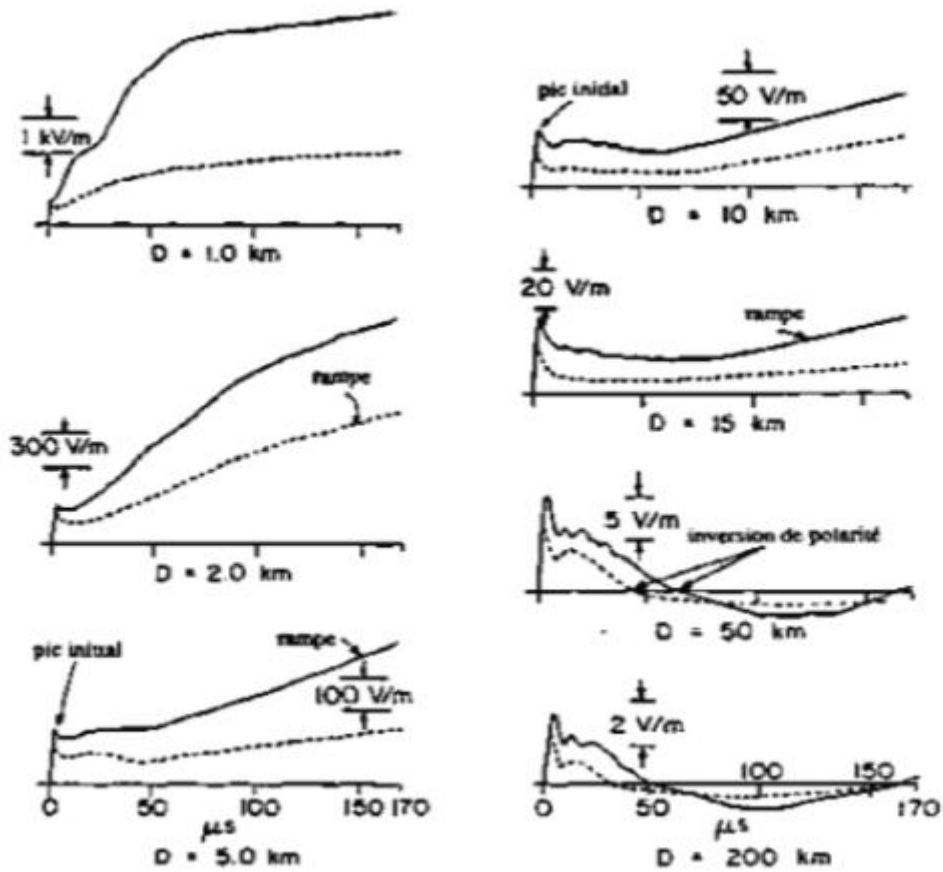 1 kV/m
D = 1.0 km
rampe
300 V/m
D = 2.0 km
pic initial
rampe
100 V/m
0 50 100 150 170
μs
D = 5.0 km
pic inidal
50 V/m
D = 10 km
20 V/m
rampe
D = 15 km
5 V/m
inversion de polarité
D = 50 km
2 V/m
100 150
0 50 170
μs
D = 200 km